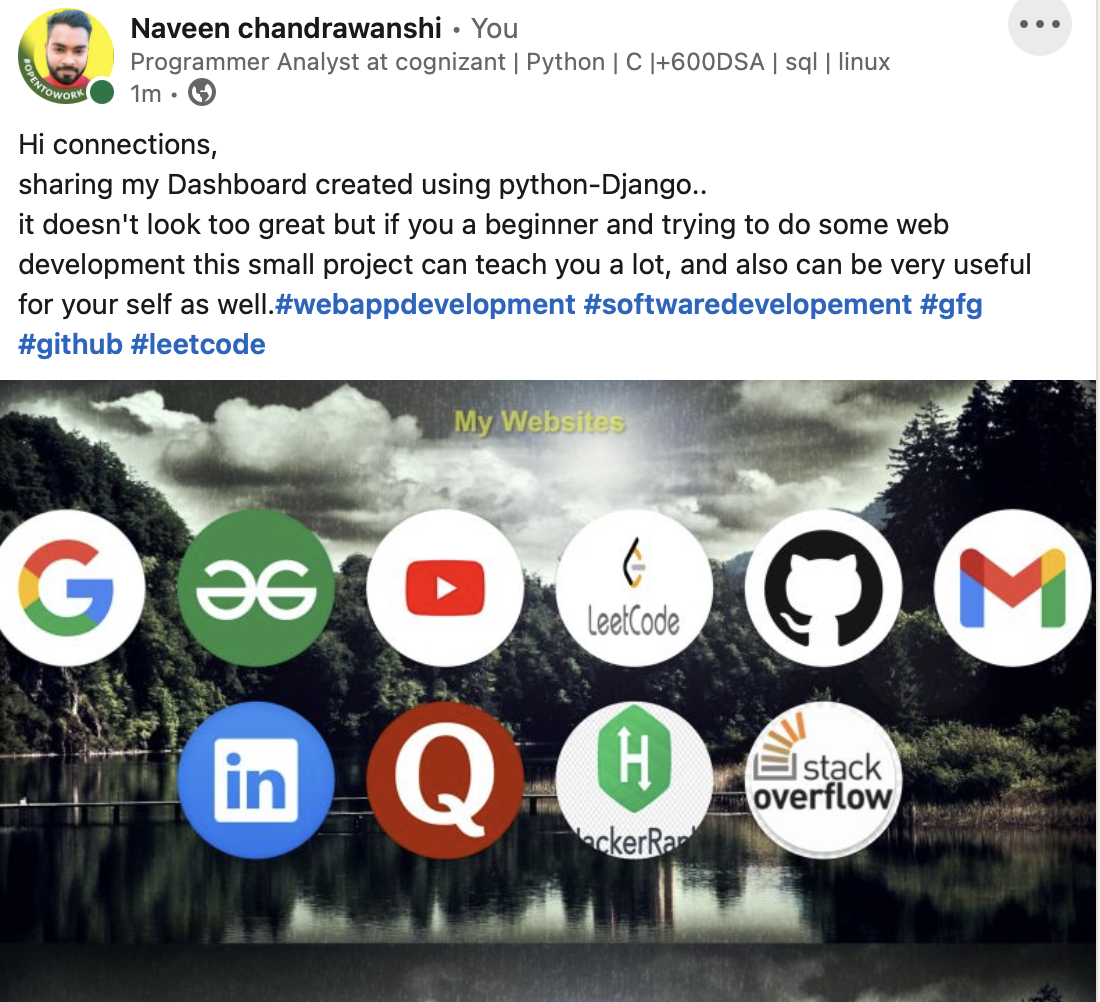 Naveen chandrawanshi • You
Programmer Analyst at cognizant | Python | C |+600DSA | sql | linux
1m •
#OPENTOWORK
Hi connections,
sharing my Dashboard created using python-Django..
it doesn't look too great but if you a beginner and trying to do some web
development this small project can teach you a lot, and also can be very useful
for your self as well.#webappdevelopment #softwaredevelopement #gfg
#github #leetcode
My Websites
G
LeetCode
M
in
Q
H
ackerRan
stack
overflow